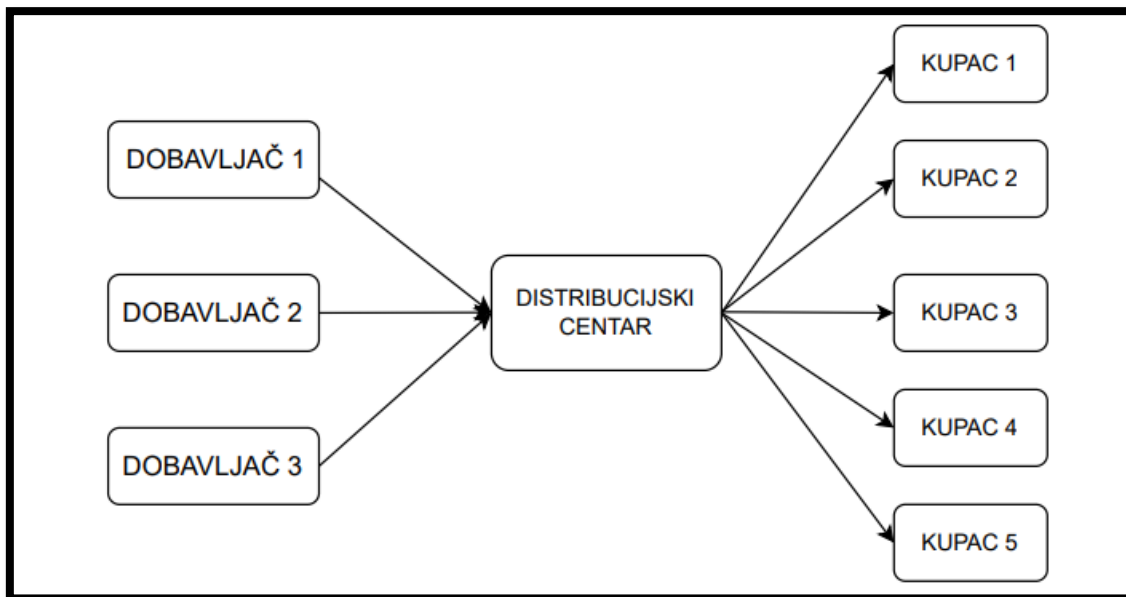 DOBAVLJAČ 1
DOBAVLJAČ 2
DOBAVLJAČ 3
DISTRIBUCIJSKI
CENTAR
KUPAC 1
KUPAC 2
KUPAC 3
KUPAC 4
KUPAC 5